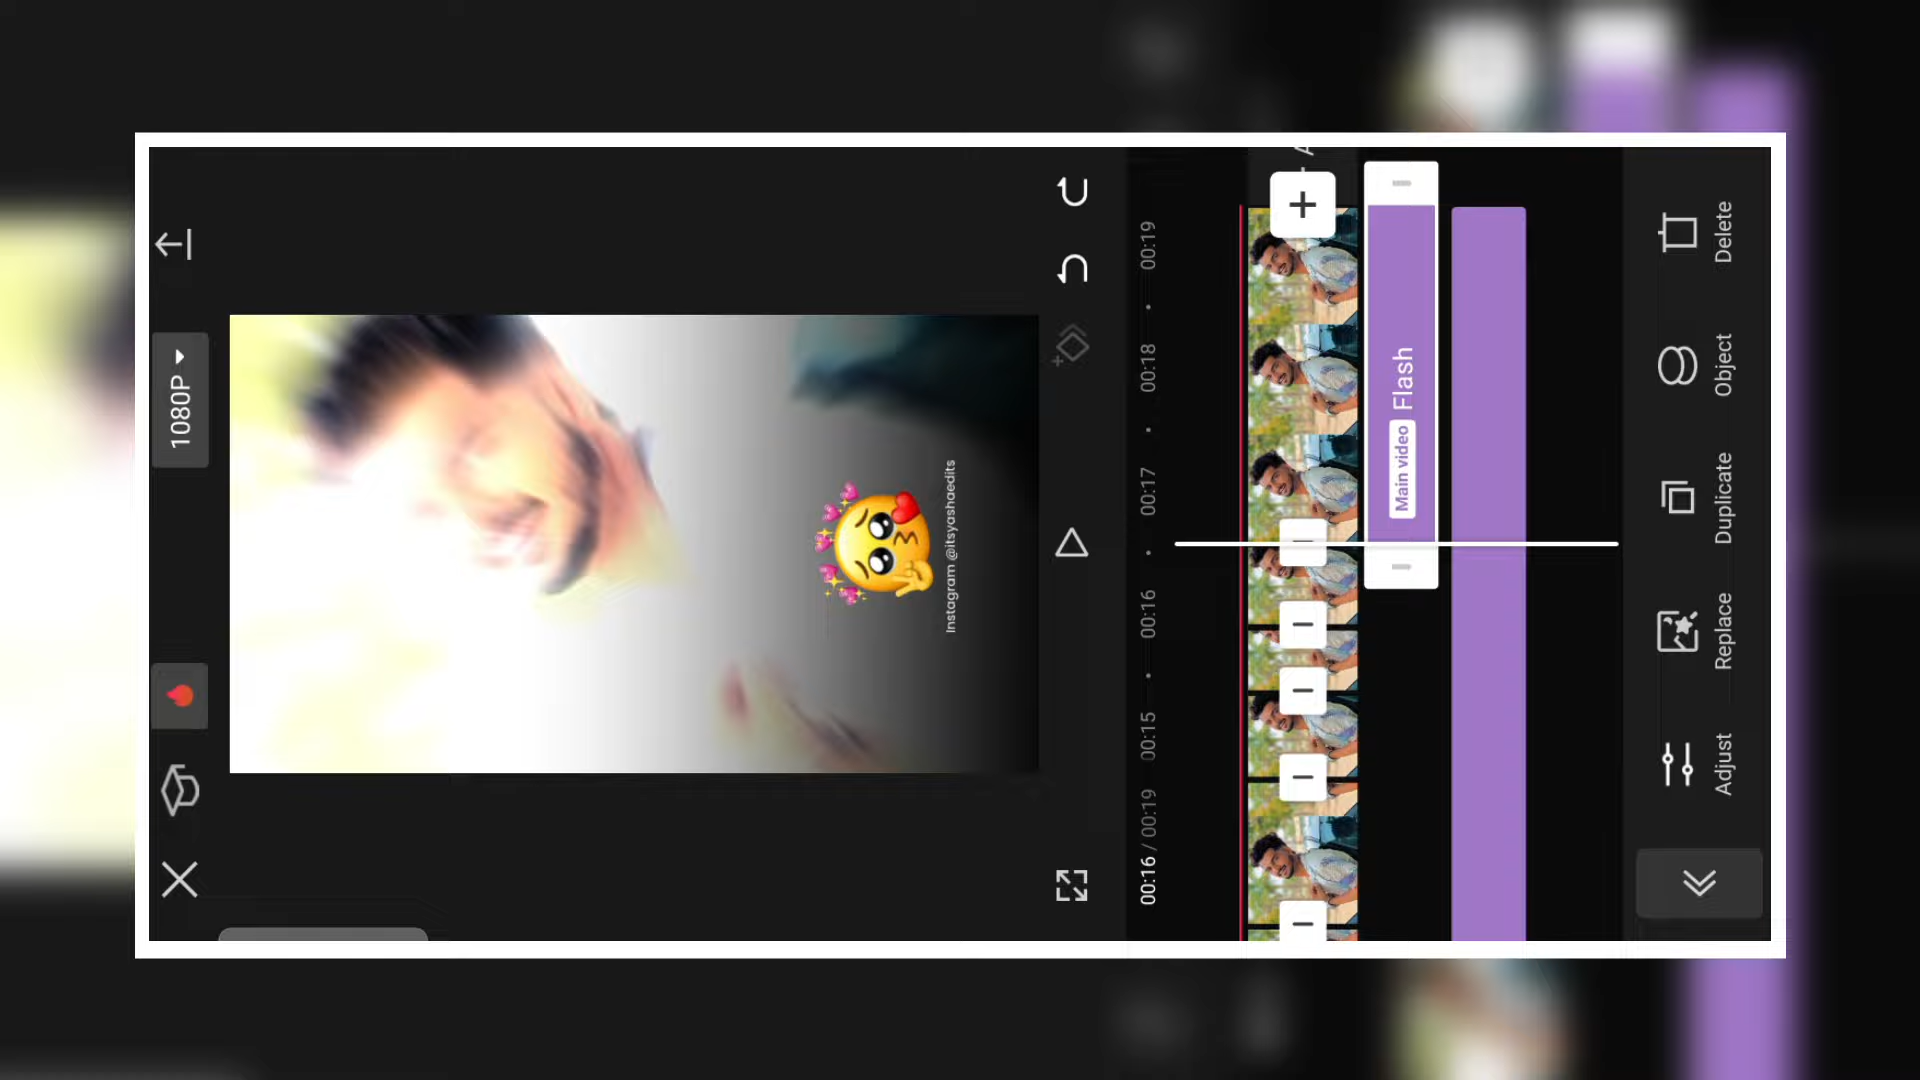 1080P
Instagram @itsyashaedits
00:16 / 00:19
00:15
00:16
00:17
00:18
00:19
Main video Flash
Adjust
Replace
Duplicate
Object
Delete